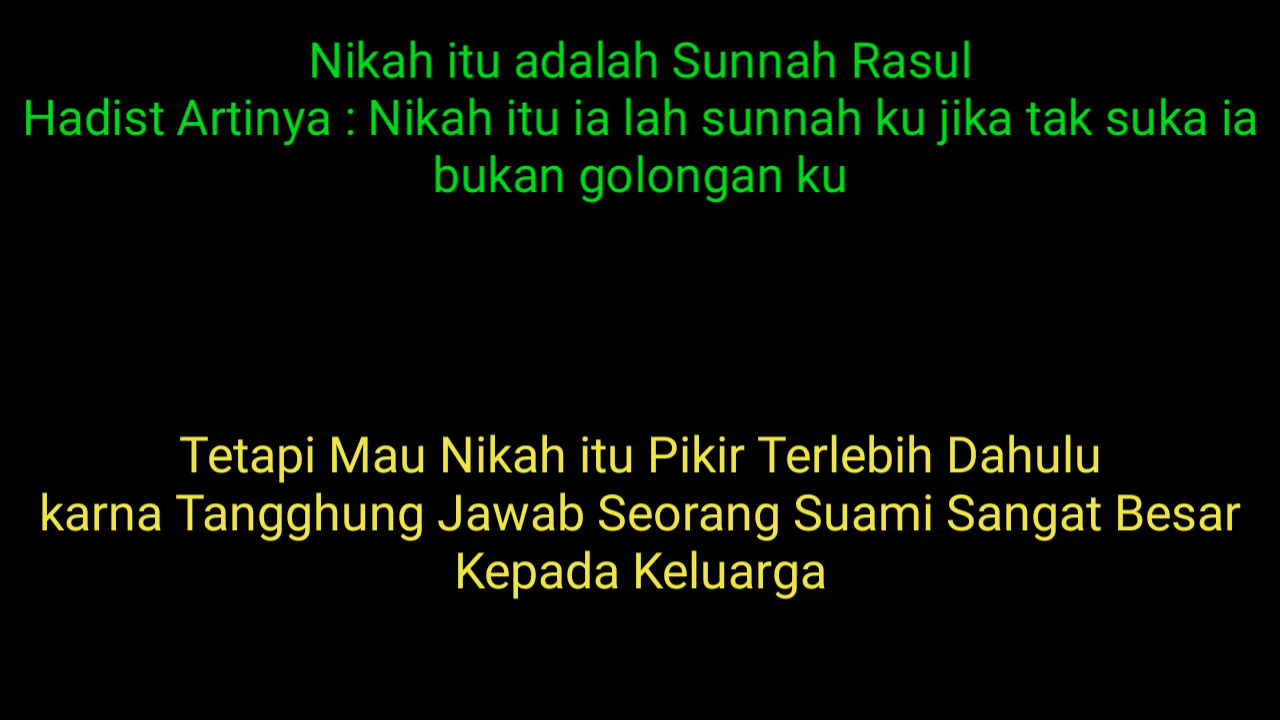 Nikah itu adalah Sunnah Rasul
Hadist Artinya : Nikah itu ia lah sunnah ku jika tak suka ia
bukan golongan ku
Tetapi Mau Nikah itu Pikir Terlebih Dahulu
karna Tangghung Jawab Seorang Suami Sangat Besar
Kepada Keluarga